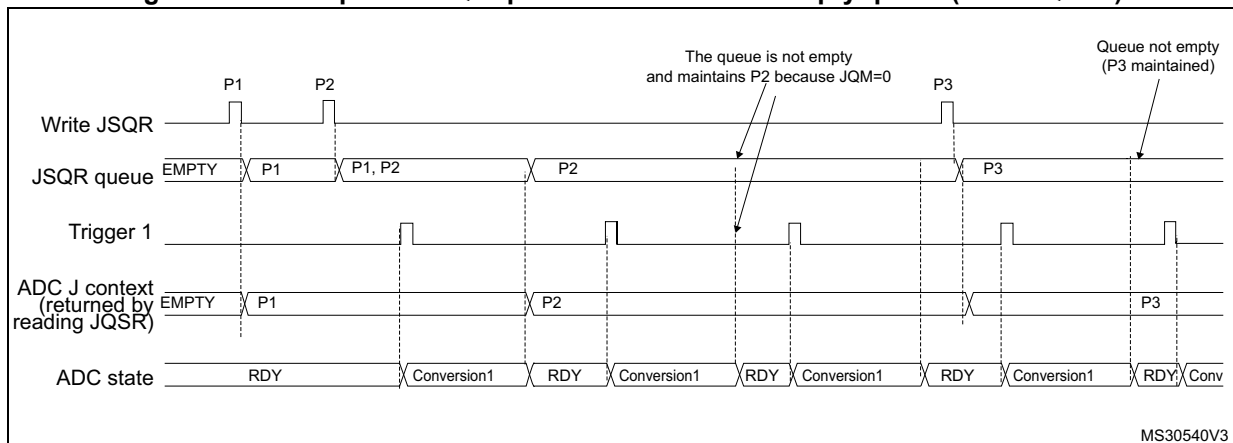 The queue is not empty
and maintains P2 because JQM=0
Queue not empty
(P3 maintained)
P1
P2
P3
Write JSQR
JSQR queue
EMPTY
P1
P1, P2
P2
P3
Trigger 1
ADC J context
(returned by
reading JQSR)
EMPTY
P1
P2
P3
ADC state
RDY
Conversion1
RDY
Conversion1
RDY
Conversion1
RDY
Conversion1
RDY
Conv
MS30540V3